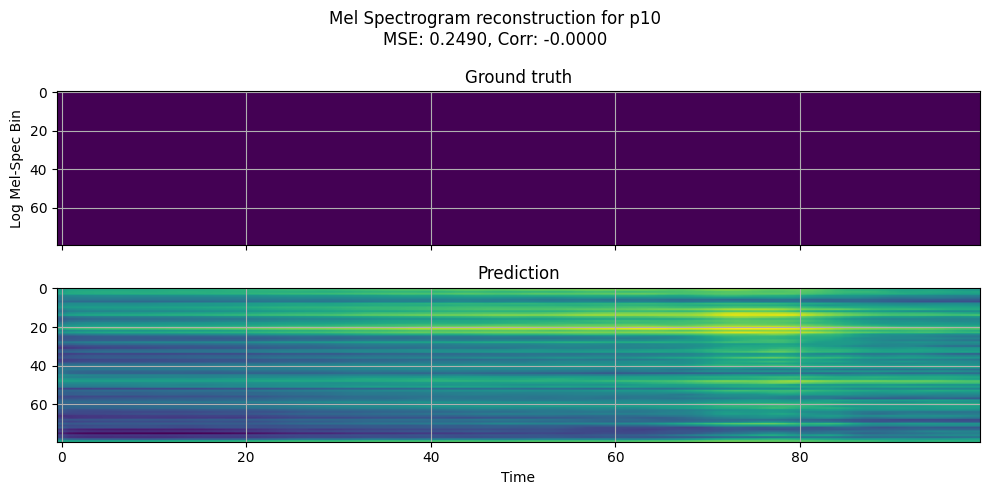 Mel Spectrogram reconstruction for p10
MSE: 0.2490, Corr: -0.0000
Ground truth
Log Mel-Spec Bin
0
20
40
60
Prediction
0
20
40
60
0 20 40 60 80
Time